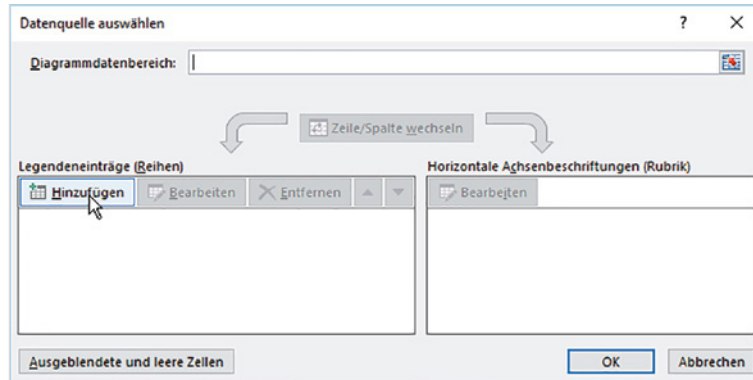 Datenquelle auswählen ?
Diagrammdatenbereich:
Zeile/Spalte wechseln
Legendeneinträge (Reihen)
Hinzufügen Bearbeiten Entfernen
Horizontale Achsenbeschriftungen (Rubrik)
Bearbeiten
Ausgeblendete und leere Zellen
OK Abbrechen